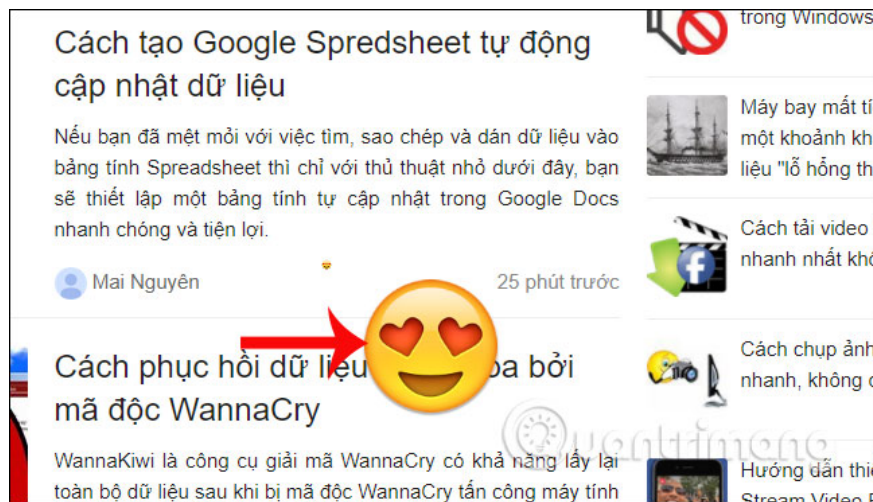 Cách tạo Google Spredsheet tự động
cập nhật dữ liệu
Nếu bạn đã mệt mỏi với việc tìm, sao chép và dán dữ liệu vào
bảng tính Spreadsheet thì chỉ với thủ thuật nhỏ dưới đây, bạn
sẽ thiết lập một bảng tính tự cập nhật trong Google Docs
nhanh chóng và tiện lợi.
Mai Nguyên
25 phút trước
Cách phục hồi dữ liệu bởi
mã độc WannaCry
WannaKiwi là công cụ giải mã WannaCry có khả năng lấy lại
toàn bộ dữ liệu sau khi bị mã độc WannaCry tấn công máy tính
trong Windows
Máy bay mất
một khoảnh
liệu "lỗ hổng
Cách tải video
nhanh nhất
Cách chụp ảnh
nhanh, không
Hướng dẫn
Stream Video
Quantrimang